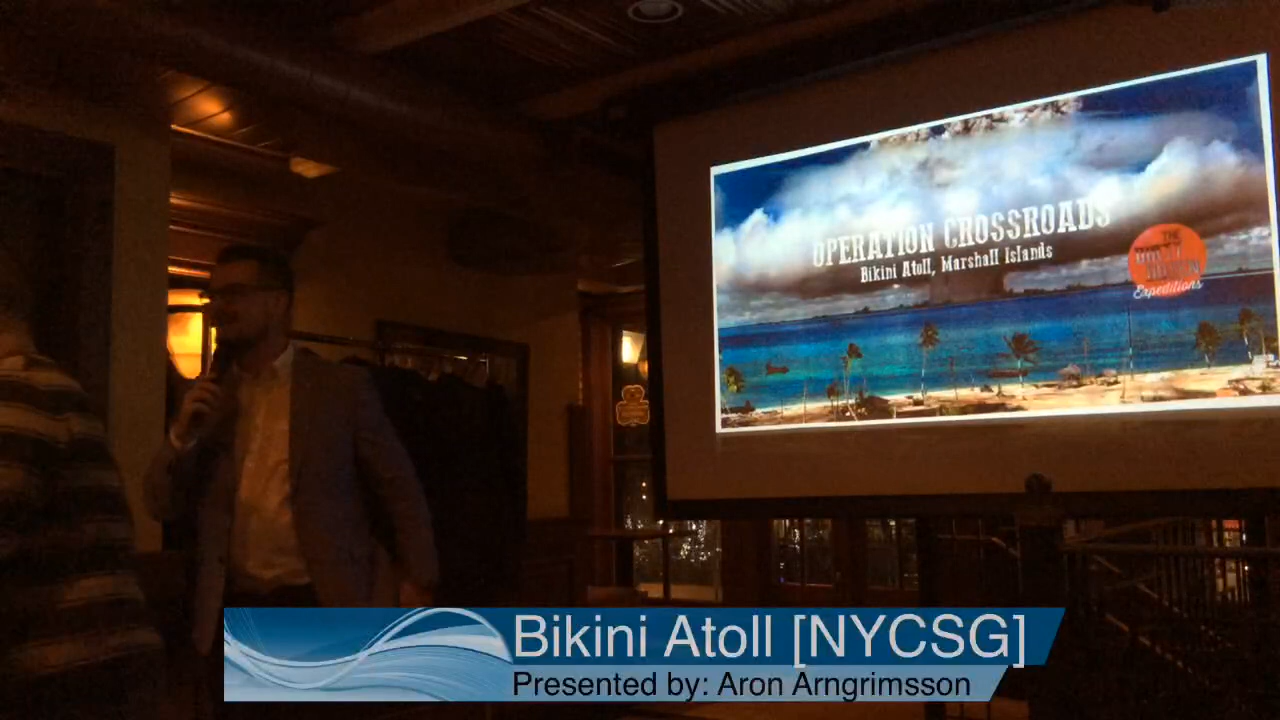 OPERATION CROSSROADS
Bikini Atoll, Marshall Islands
THE
Expeditions
Bikini Atoll [NYCSG]
Presented by: Aron Arngrimsson